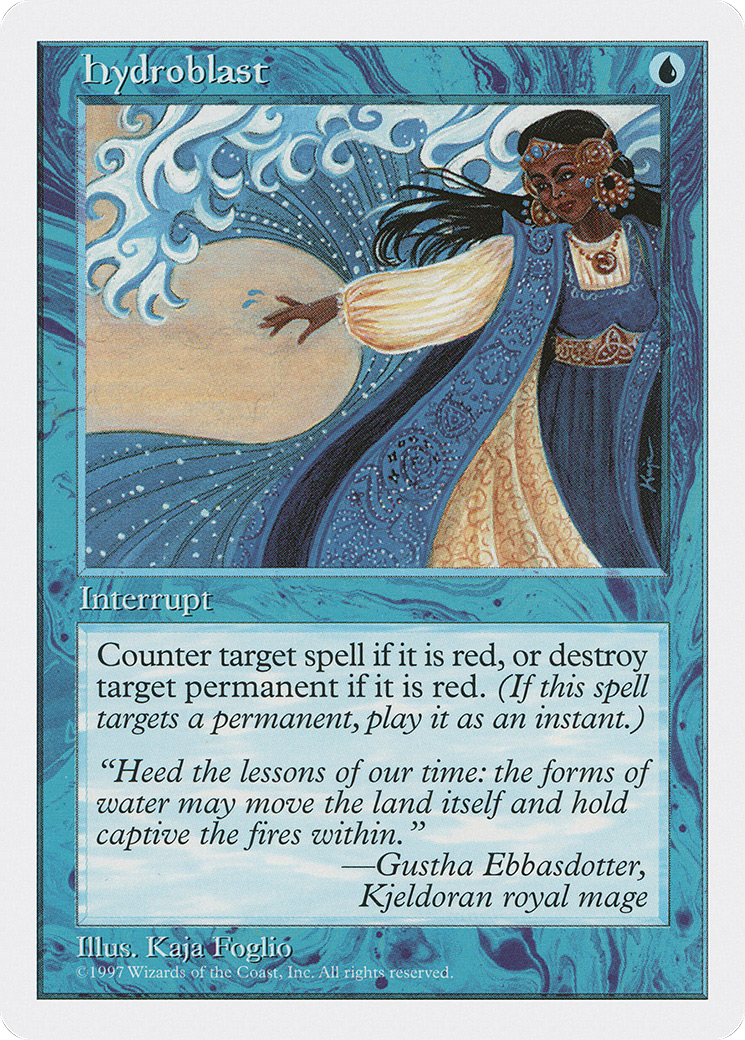 Hydroblast
Kaja
Interrupt
Counter target spell if it is red, or destroy
target permanent if it is red. (If this spell
targets a permanent, play it as an instant.)
“Heed the lessons of our time: the forms of
water may move the land itself and hold
captive the fires within.”
—Gustha Ebbasdotter,
Kjeldoran royal mage
Illus. Kaja Foglio
©1997 Wizards of the Coast, Inc. All rights reserved.